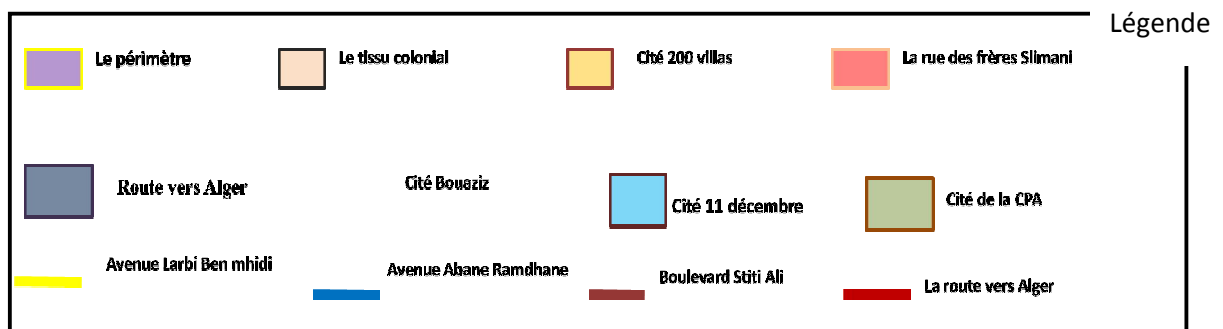 Légende
Le périmètre
Le tissu colonial
Cité 200 villas
La rue des frères Slimani
Route vers Alger
Cité Bouaziz
Cité 11 décembre
Cité de la CPA
Avenue Larbi Ben mhidi
Avenue Abane Ramdhane
Boulevard Stiti Ali
La route vers Alger